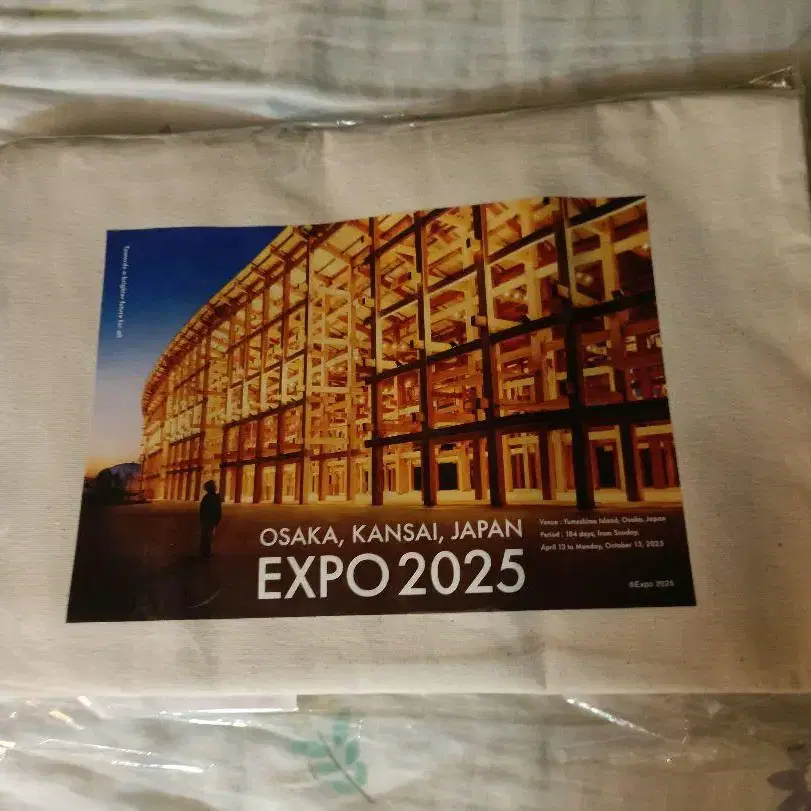 Towards a brighter future for all
OSAKA, KANSAI, JAPAN
EXPO 2025
Venue : Yumeshima Island, Osaka, Japan
Period : 184 days, from Sunday,
April 13 to Monday, October 13, 2025
©Expo 2025